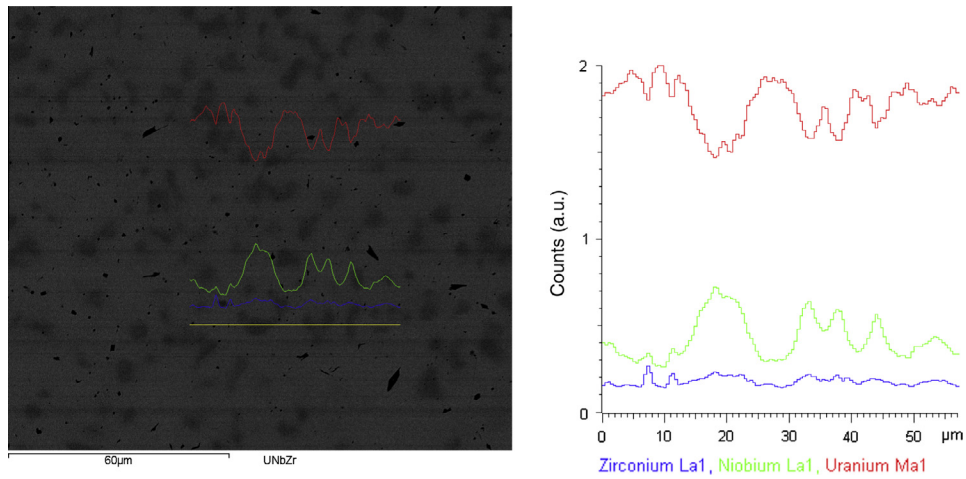 60µm
UNbZr
Counts (a.u.)
2
1
0
0 10 20 30 40 50 µm
Zirconium La1, Niobium La1, Uranium Ma1